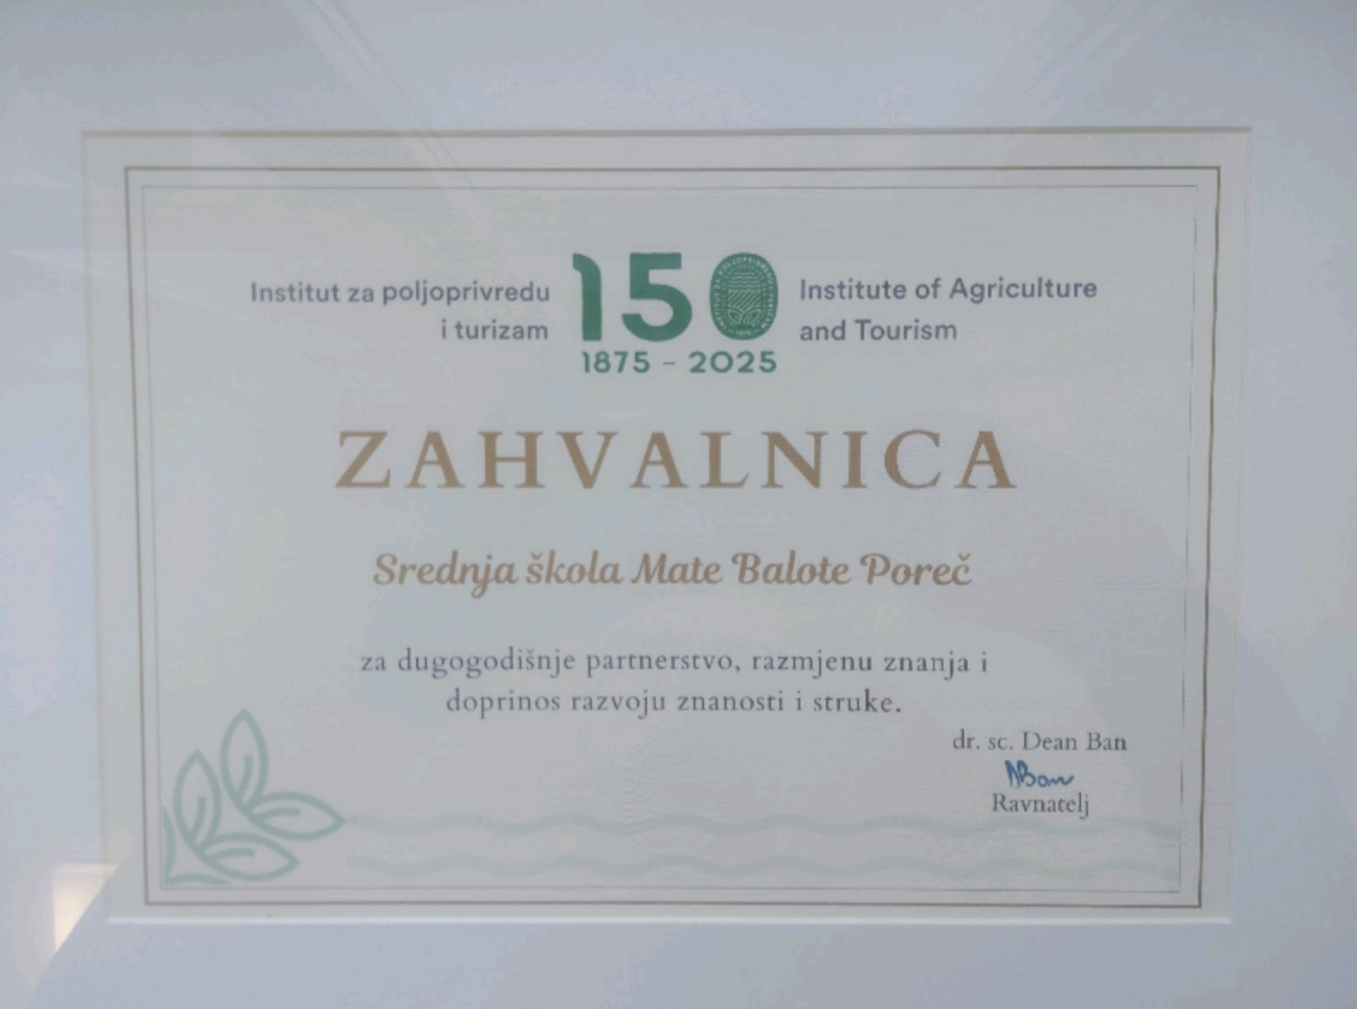 Institut za poljoprivredu
i turizam
150
1875 - 2025
Institute of Agriculture
and Tourism
ZAHVALNICA
Srednja škola Mate Balote Poreč
za dugogodišnje partnerstvo, razmjenu znanja i
doprinos razvoju znanosti i struke.
dr. sc. Dean Ban
DBan
Ravnatelj